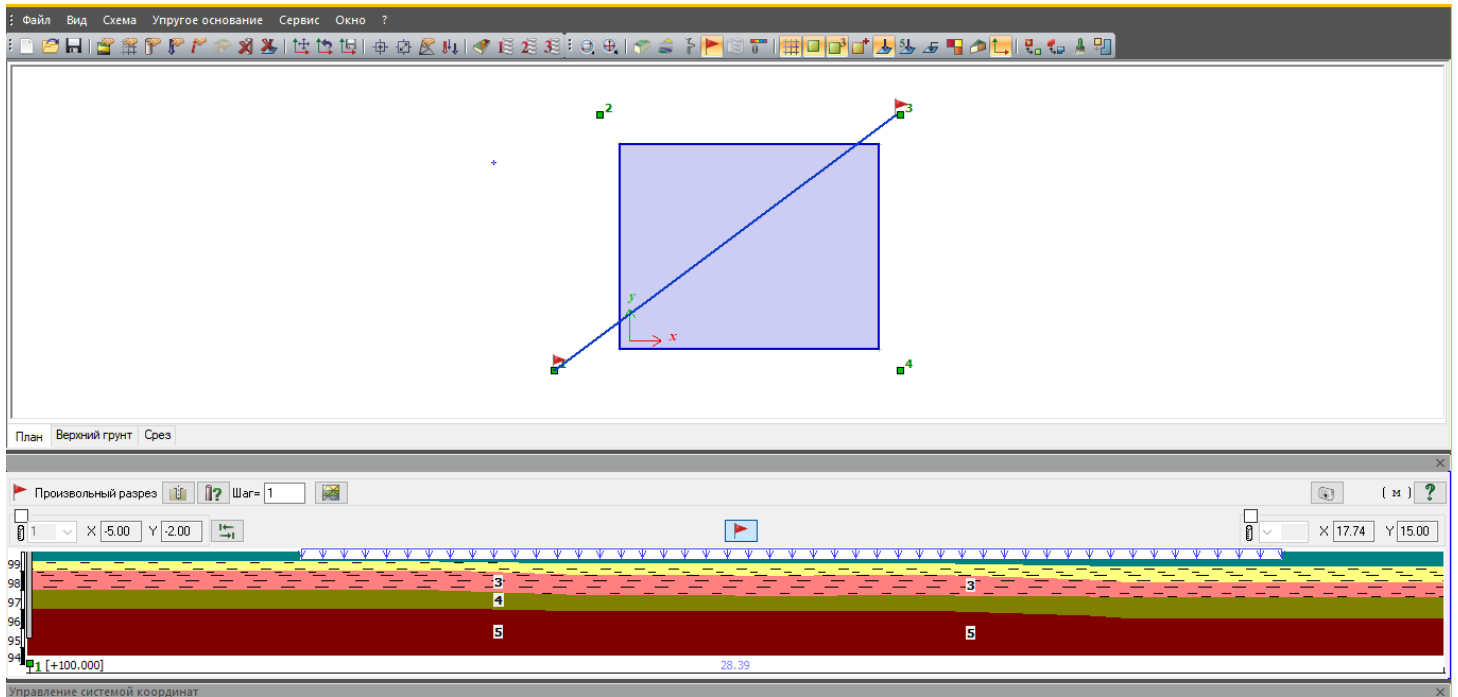 Файл Вид Схема Упругое основание Сервис Окно ?
2
3
y
x
4
План Верхний грунт Срез
Произвольный разрез ? Шаг= 1 ( м ) ?
1 X -5.00 Y -2.00 X 17.74 Y 15.00
99
98
97
96
95
94
3 3
4
5 5
1 [+100.000] 28.39
Управление системой координат